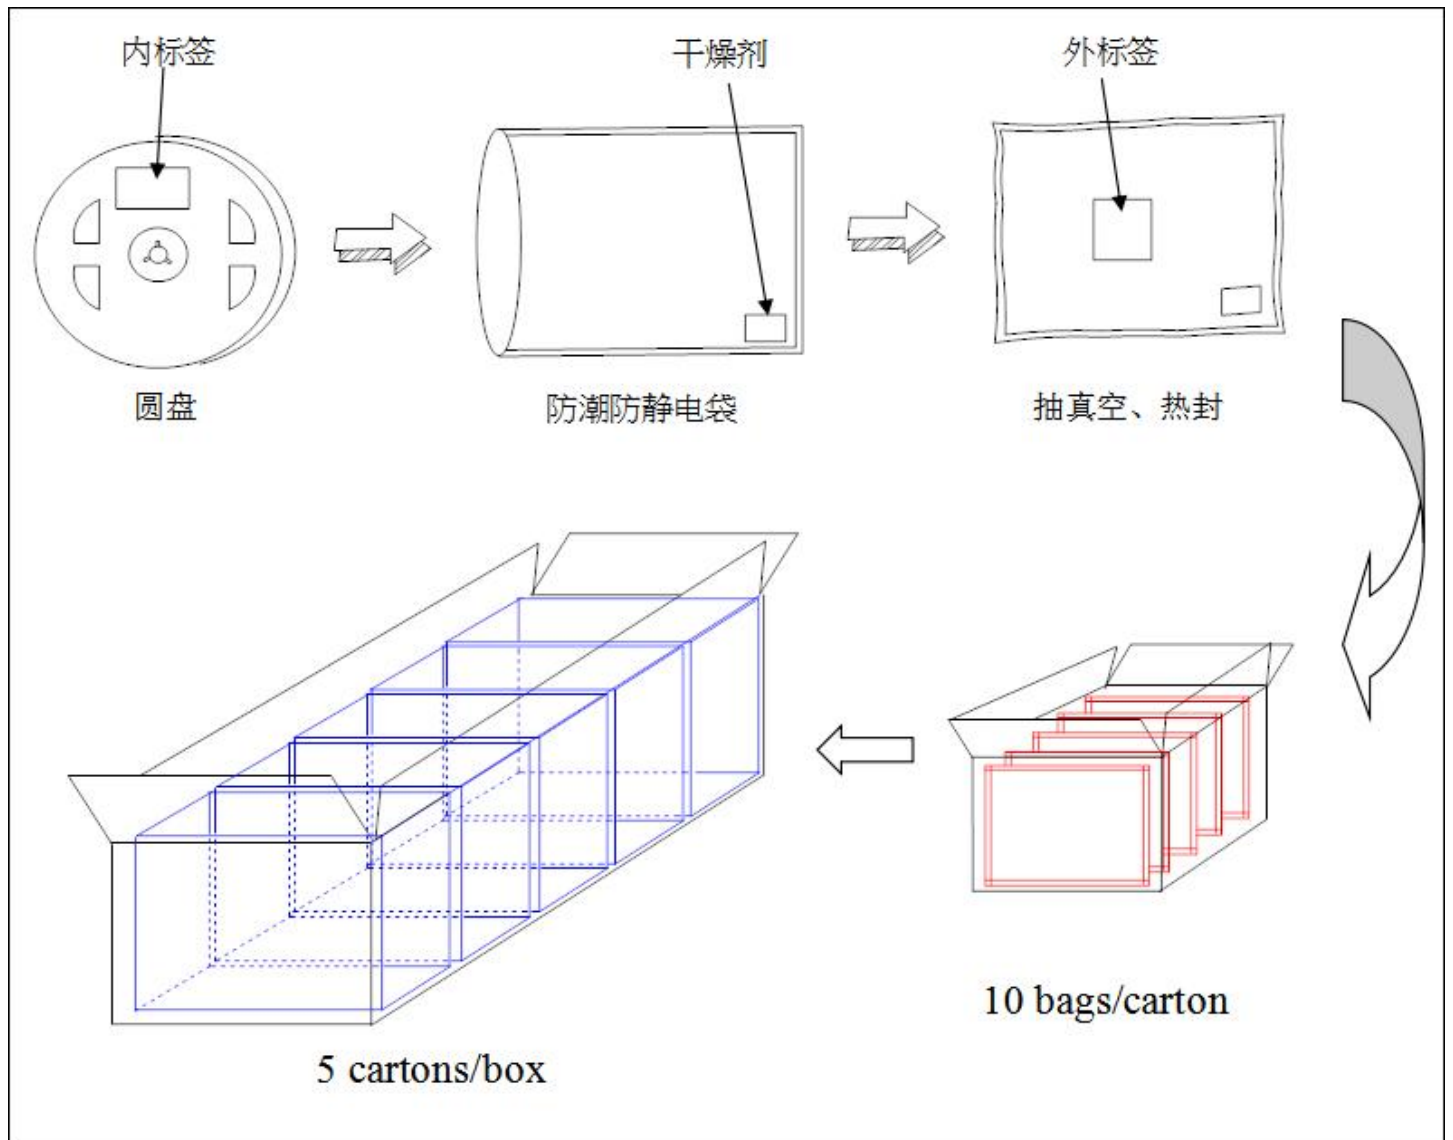 内标签
干燥剂
外标签
圆盘
防潮防静电袋
抽真空、热封
10 bags/carton
5 cartons/box